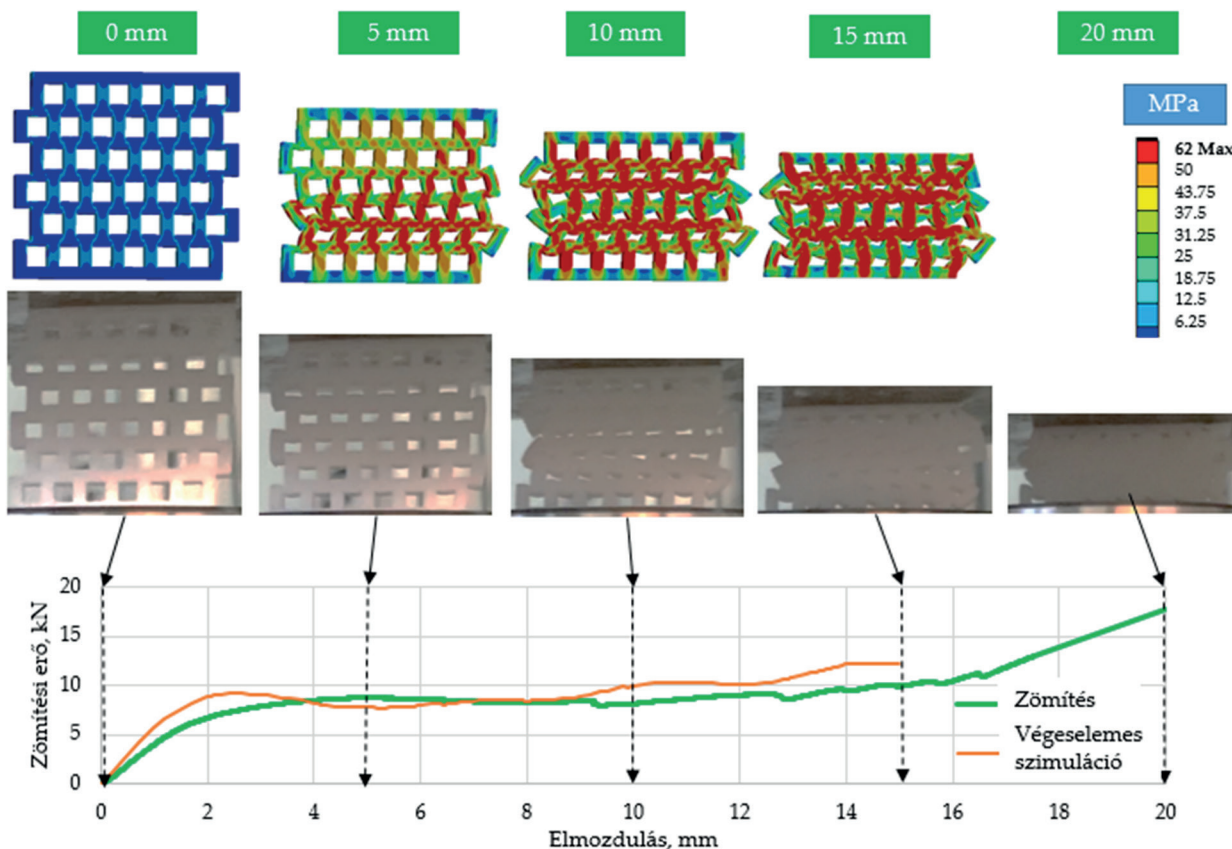 0 mm
5 mm
10 mm
15 mm
20 mm
MPa
62 Max
50
43.75
37.5
31.25
25
18.75
12.5
6.25
Zömítési erő, kN
20
15
10
5
0
0
2
4
6
8
10
12
14
16
18
20
Elmozdulás, mm
Zömítés
Végeselemes
szimuláció